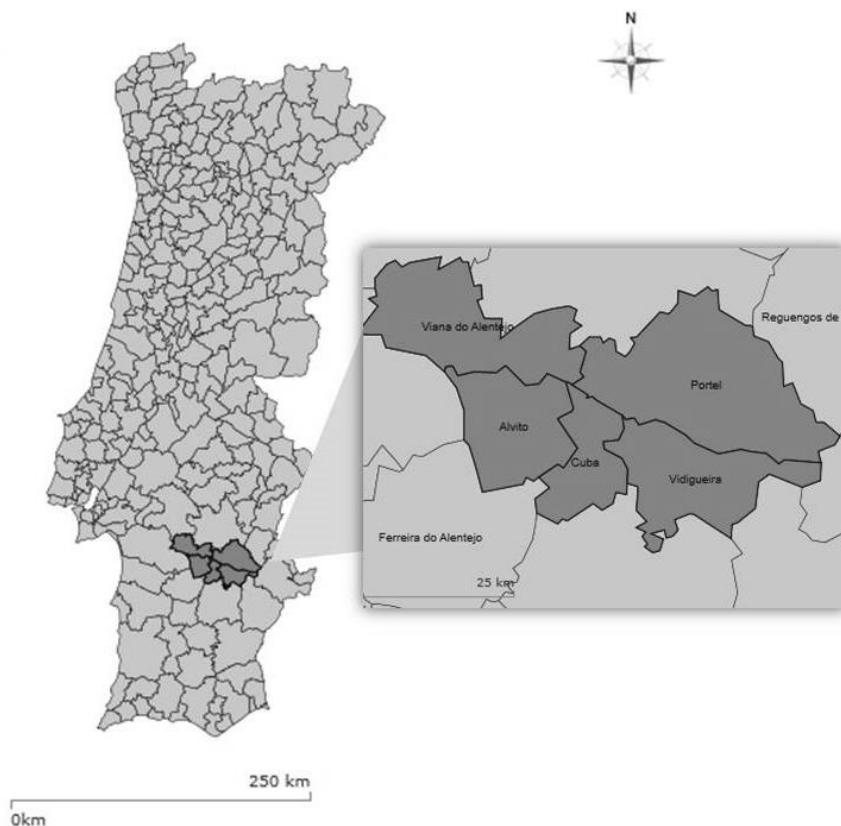 N
Viana do Alentejo
Reguengos de
Portel
Alvito
Cuba
Vidigueira
Ferreira do Alentejo
25 km
250 km
0km